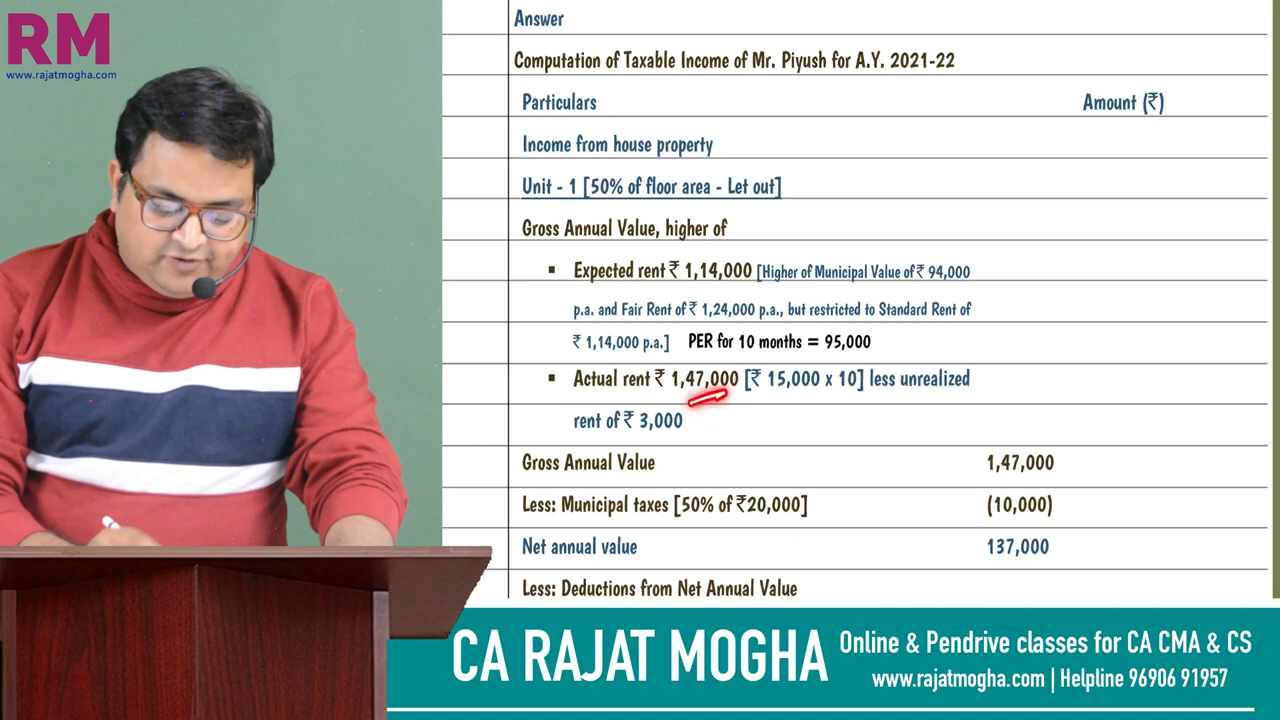 RM
www.rajatmogha.com
Answer
Computation of Taxable Income of Mr. Piyush for A.Y. 2021-22
Particulars Amount (₹)
Income from house property
Unit - 1 [50% of floor area - Let out]
Gross Annual Value, higher of
▪ Expected rent ₹ 1,14,000 [Higher of Municipal Value of ₹ 94,000
p.a. and Fair Rent of ₹ 1,24,000 p.a., but restricted to Standard Rent of
₹ 1,14,000 p.a.] PER for 10 months = 95,000
▪ Actual rent ₹ 1,47,000 [₹ 15,000 x 10] less unrealized
rent of ₹ 3,000
Gross Annual Value 1,47,000
Less: Municipal taxes [50% of ₹20,000] (10,000)
Net annual value 137,000
Less: Deductions from Net Annual Value
CA RAJAT MOGHA
Online & Pendrive classes for CA CMA & CS
www.rajatmogha.com | Helpline 96906 91957